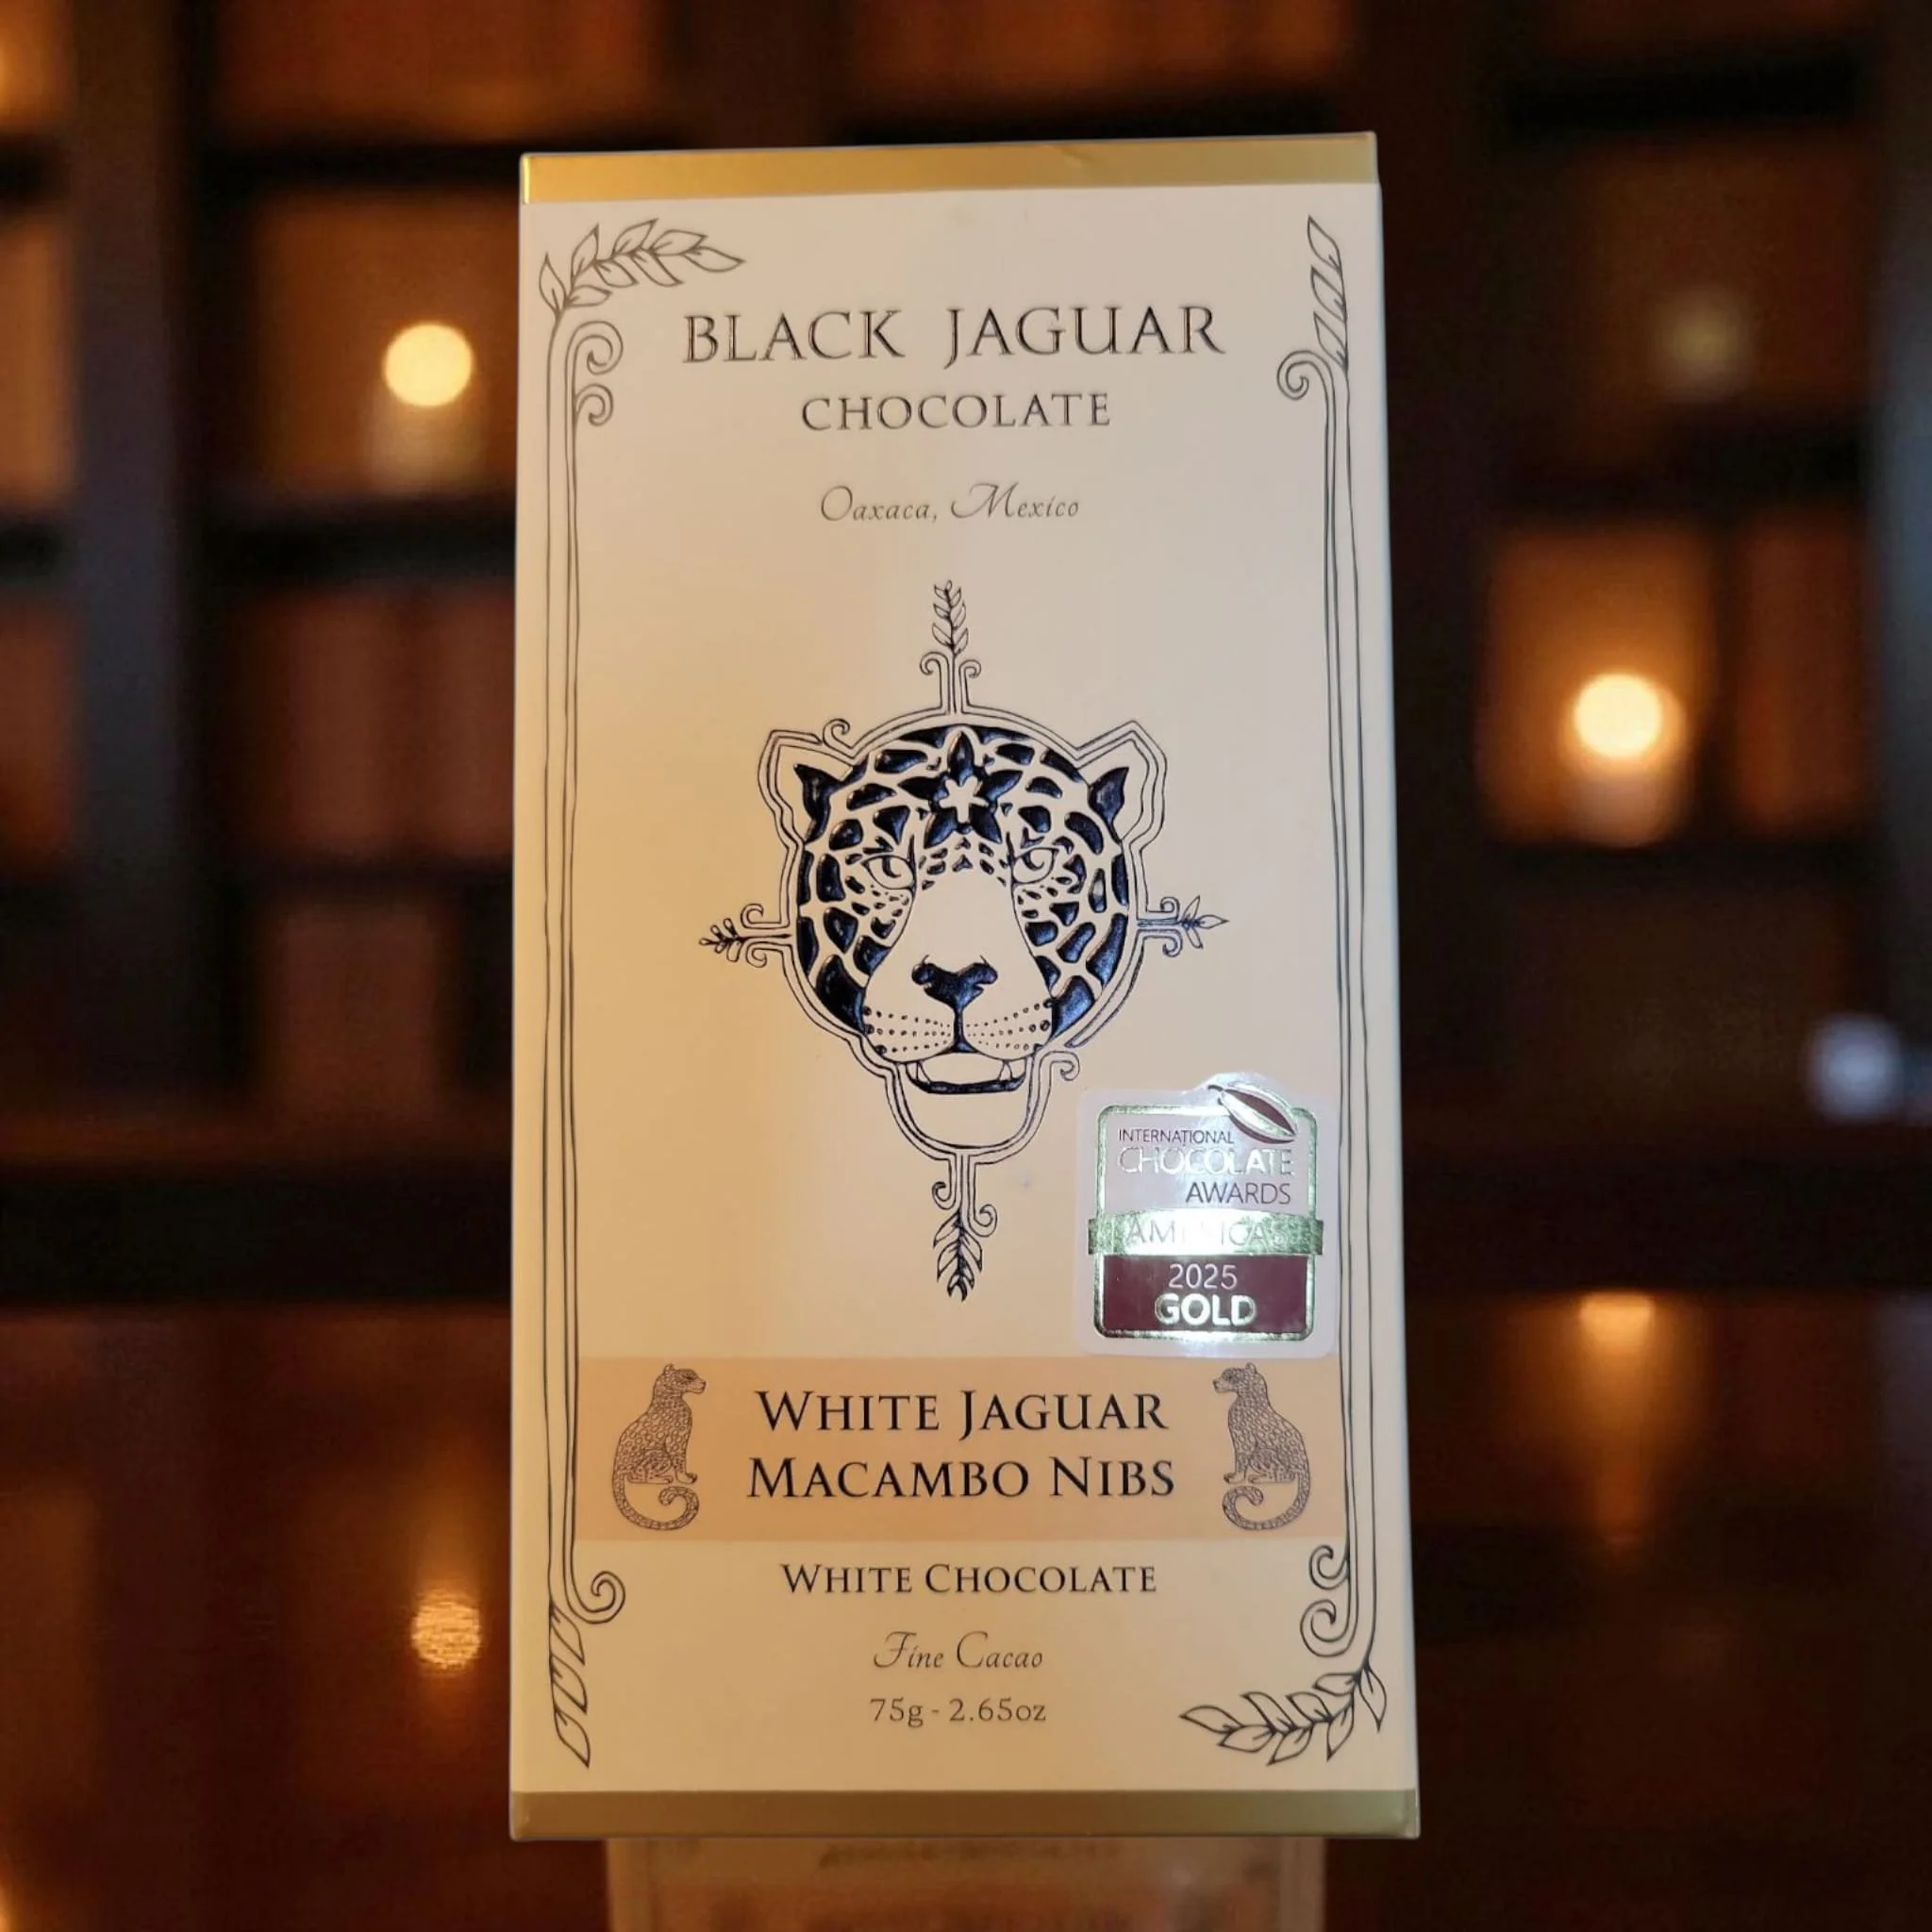 BLACK JAGUAR
CHOCOLATE
Oaxaca, Mexico
INTERNATIONAL
CHOCOLATE
AWARDS
AMERICAS
2025
GOLD
WHITE JAGUAR
MACAMBO NIBS
WHITE CHOCOLATE
Fine Cacao
75g - 2.65oz